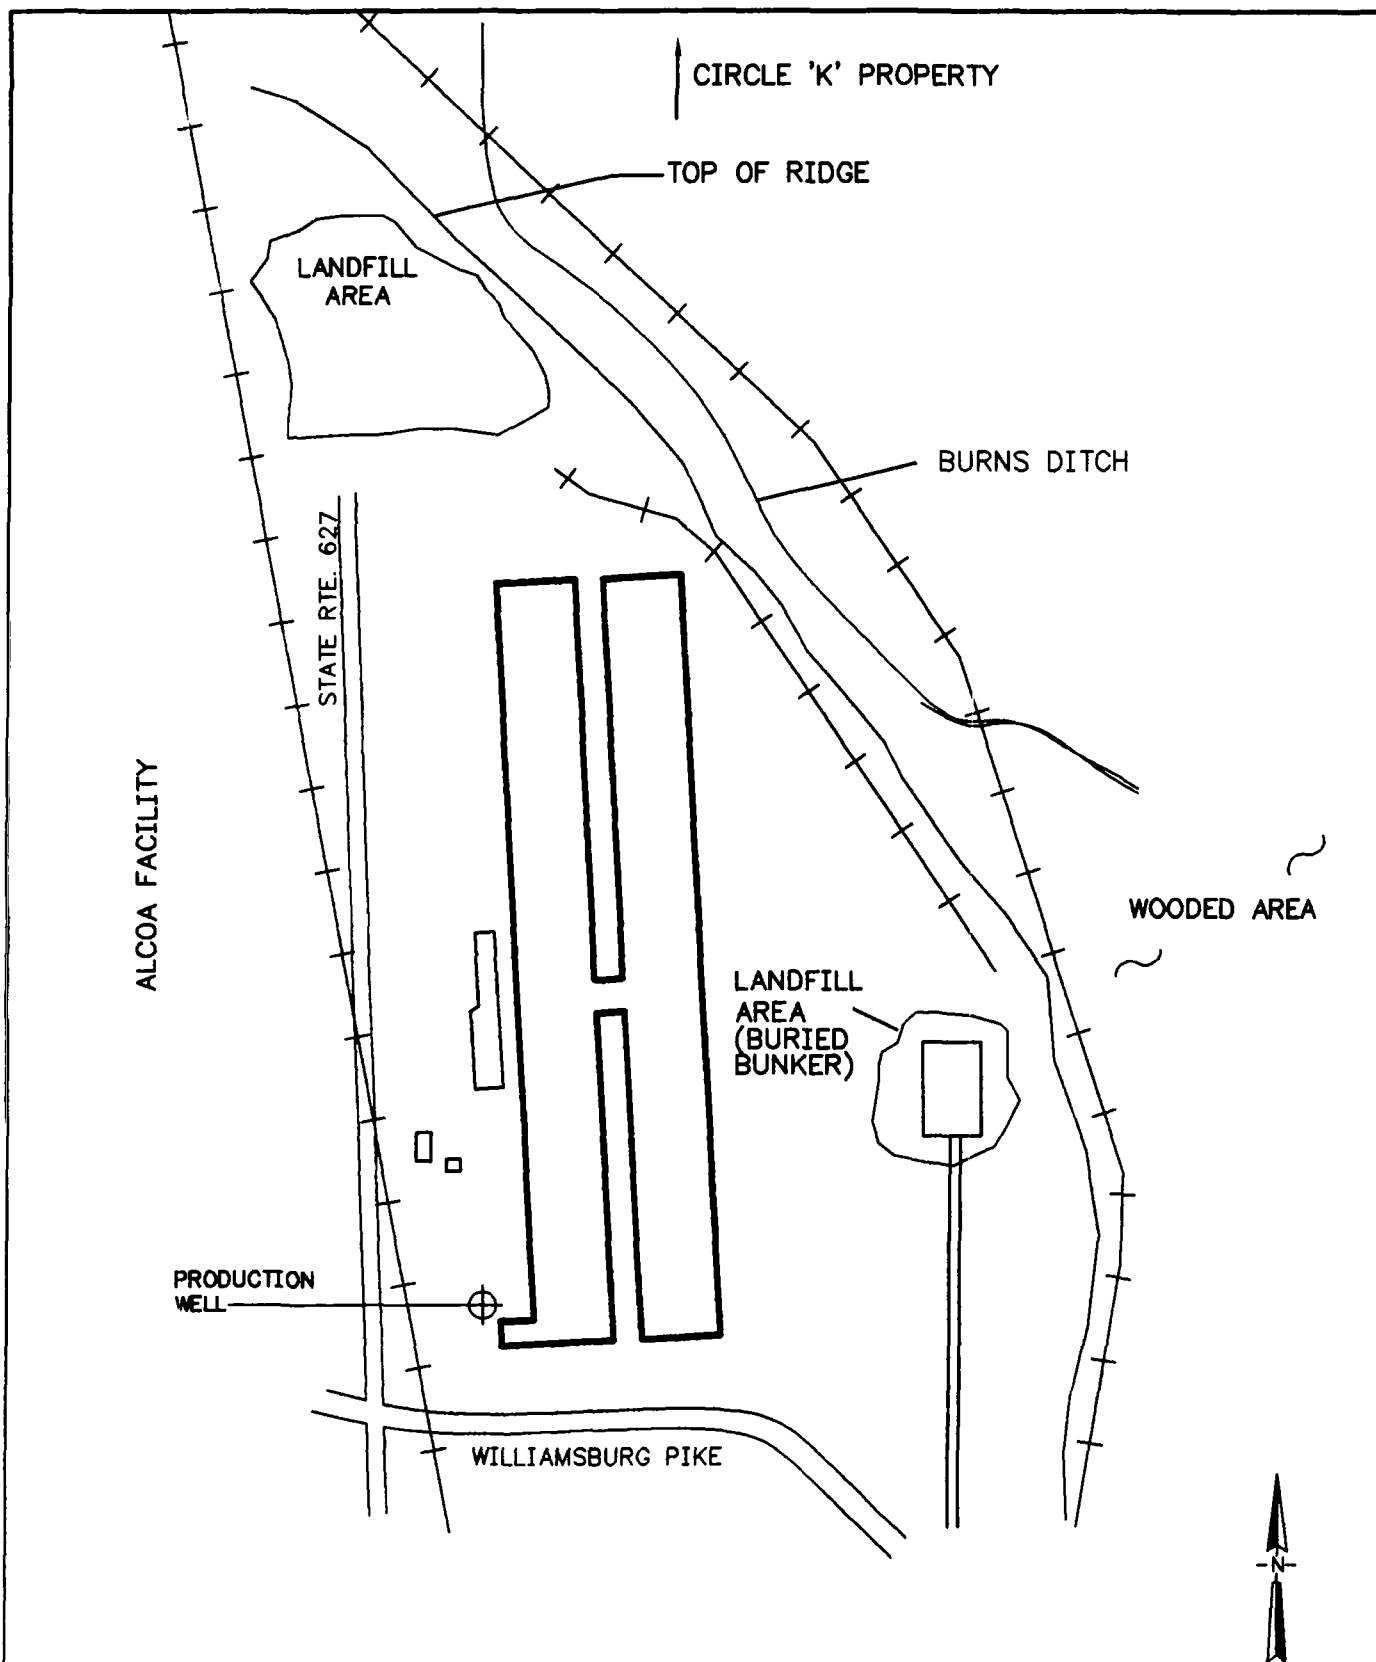 CIRCLE 'K' PROPERTY
TOP OF RIDGE
LANDFILL
AREA
BURNS DITCH
STATE RTE. 627
ALCOA FACILITY
WOODED AREA
LANDFILL
AREA
(BURIED
BUNKER)
PRODUCTION
WELL
WILLIAMSBURG PIKE
-N-